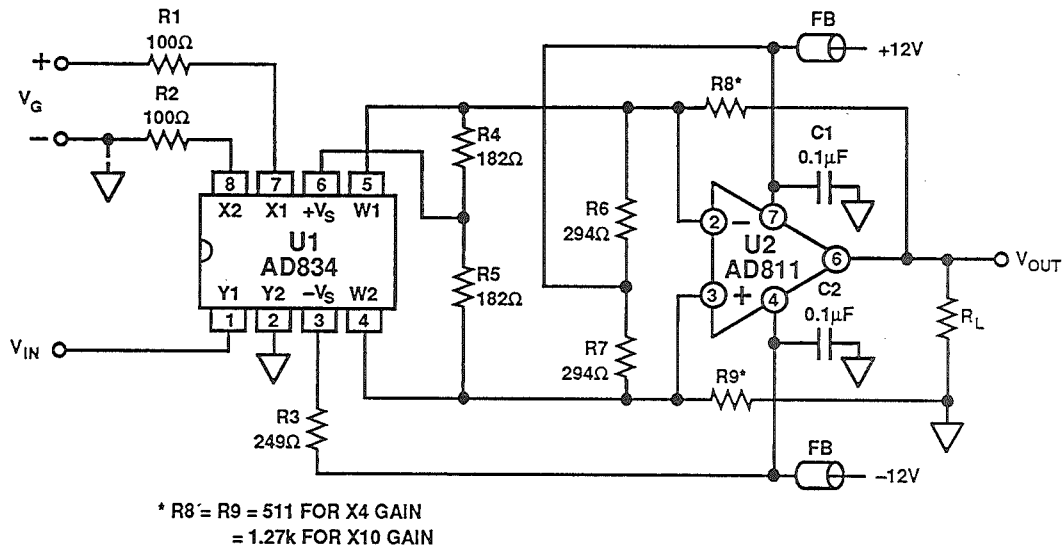 R1
100Ω
+
V_G
R2
100Ω
−
8 7 6 5
X2 X1 +V_S W1
U1
AD834
Y1 Y2 −V_S W2
1 2 3 4
V_IN
R3
249Ω
R4
182Ω
R5
182Ω
R6
294Ω
R7
294Ω
R8*
R9*
FB
+12V
C1
0.1µF
2 −
7
U2
AD811
6
3 +
4
C2
0.1µF
V_OUT
R_L
FB
−12V
* R8 = R9 = 511 FOR X4 GAIN
= 1.27k FOR X10 GAIN